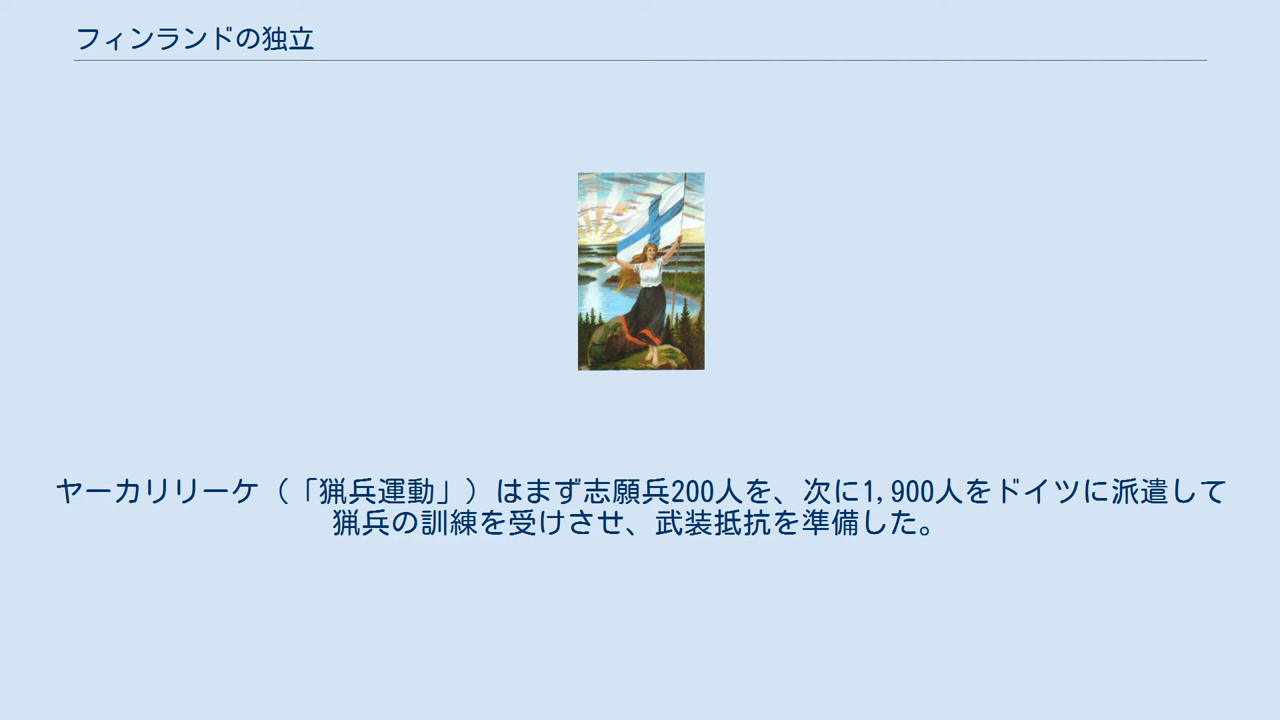 フィンランドの独立
ヤーカリリーケ（「猟兵運動」）はまず志願兵200人を、次に1,900人をドイツに派遣して
猟兵の訓練を受けさせ、武装抵抗を準備した。